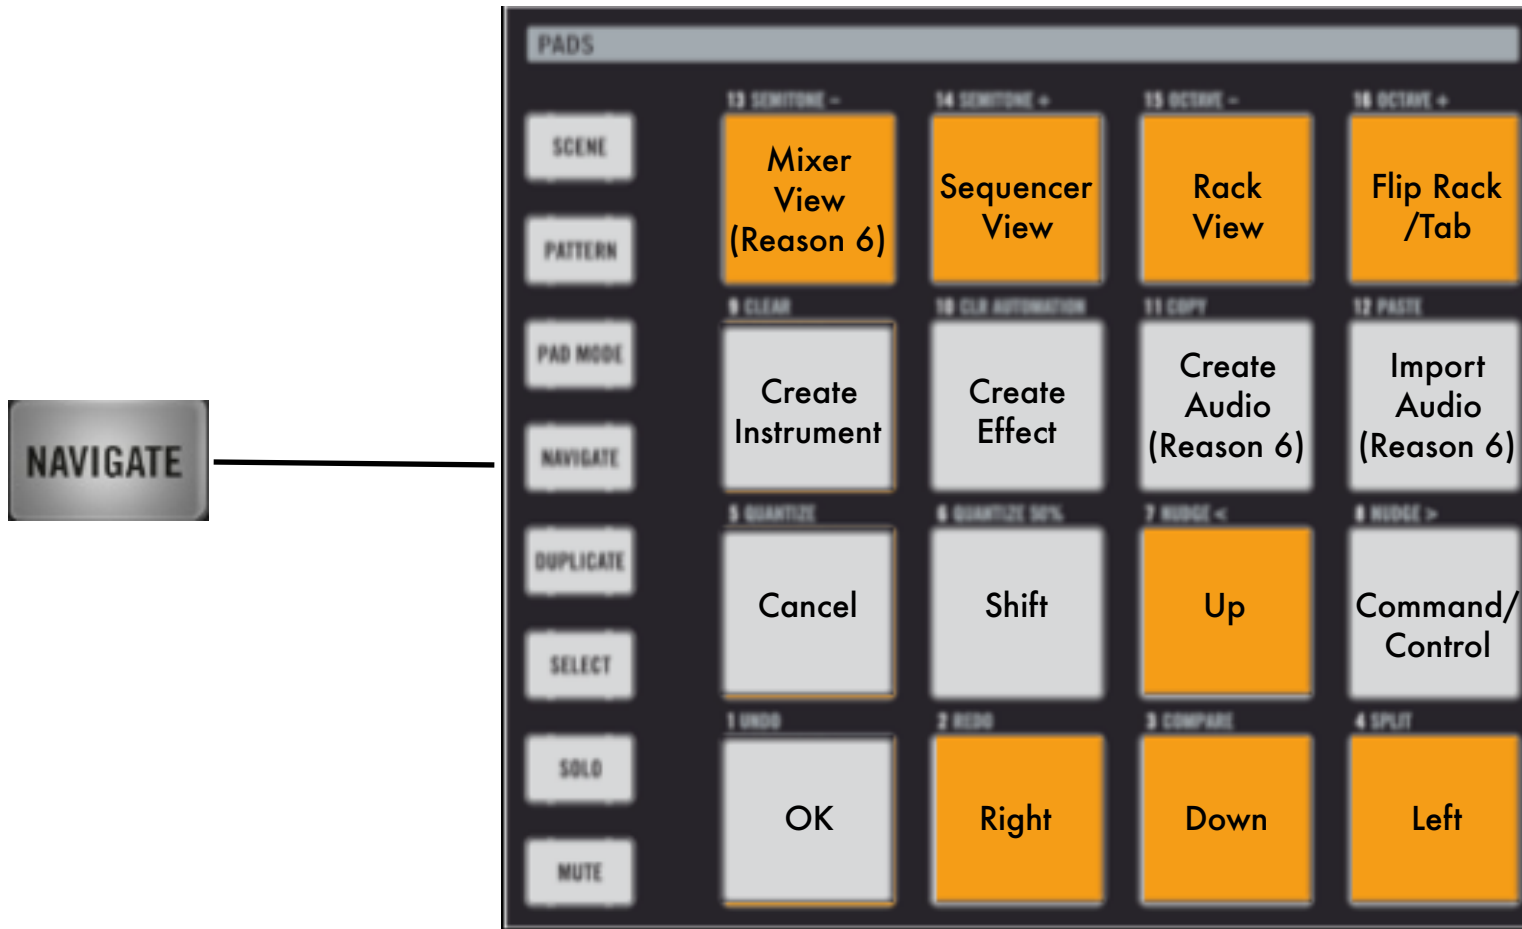 PADS
13 SEMITONE –
14 SEMITONE +
15 OCTAVE –
16 OCTAVE +
SCENE
Mixer
View
(Reason 6)
Sequencer
View
Rack
View
Flip Rack
/Tab
PATTERN
9 CLEAR
10 CLR AUTOMATION
11 COPY
12 PASTE
PAD MODE
Create
Instrument
Create
Effect
Create
Audio
(Reason 6)
Import
Audio
(Reason 6)
NAVIGATE
NAVIGATE
5 QUANTIZE
6 QUANTIZE 50%
7 NUDGE <
8 NUDGE >
DUPLICATE
Cancel
Shift
Up
Command/
Control
SELECT
1 UNDO
2 REDO
3 COMPARE
4 SPLIT
SOLO
OK
Right
Down
Left
MUTE